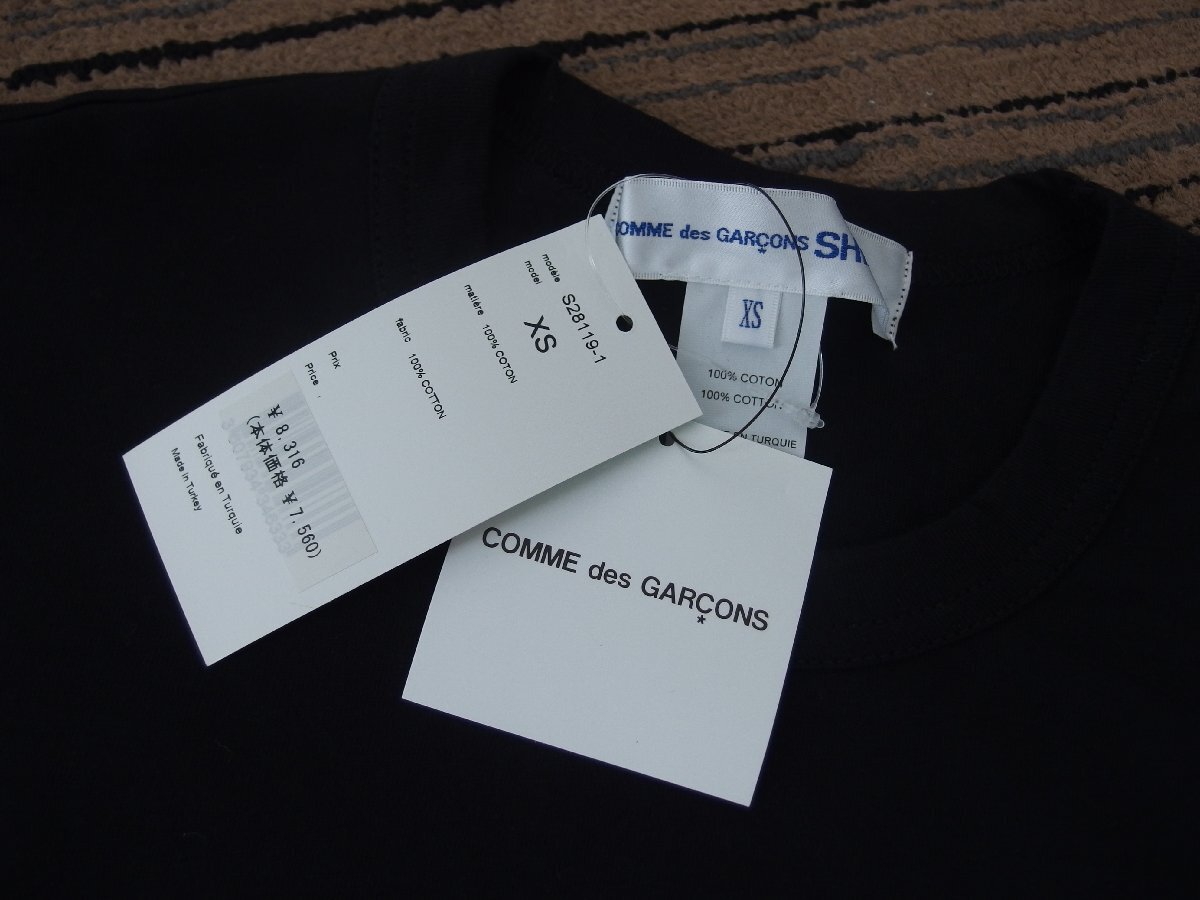 COMME des GARÇONS SH
XS
100% COTON
100% COTTON
EN TURQUIE
modèle
model
S28119-1
XS
matière
100% COTON
fabric
100% COTTON
Prix
Price
¥ 8,316
(本体価格 ¥7,560)
Fabriqué en Turquie
Made in Turkey
COMME des GARÇONS